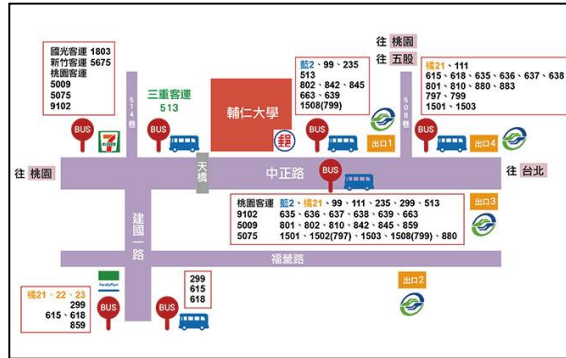 國光客運 1803
新竹客運 5675
桃園客運
5009
5075
9102
BUS
7
514巷
三重客運
513
BUS
輔仁大學
郵
藍2、99、235
513
802、842、845
663、639
1508(799)
BUS
出口1
往 桃園
往 五股
508巷
橘21、111
615、618、635、636、637、638
801、810、880、883
797、799
1501、1503
BUS
出口4
往 桃園
天橋
中正路
BUS
往 台北
桃園客運
9102
5009
5075
藍2、橘21、99、111、235、299、513
635、636、637、638、639、663
801、802、810、842、845、859
1501、1502(797)、1503、1508(799)、880
出口3
建國一路
福營路
出口2
FamilyMart
橘21、22、23
299
615、618
859
BUS
BUS
299
615
618